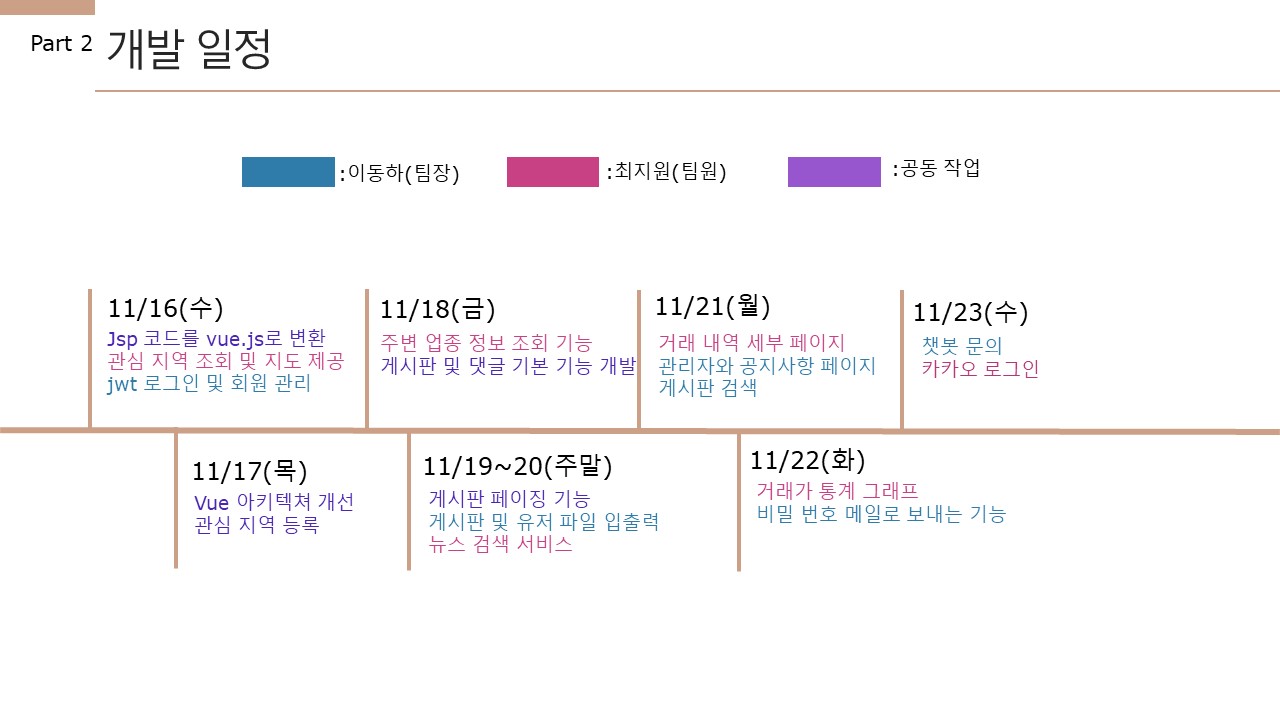 Part 2 개발 일정
:이동하(팀장)
:최지원(팀원)
:공동 작업
11/16(수)
Jsp 코드를 vue.js로 변환
관심 지역 조회 및 지도 제공
jwt 로그인 및 회원 관리
11/18(금)
주변 업종 정보 조회 기능
게시판 및 댓글 기본 기능 개발
11/21(월)
거래 내역 세부 페이지
관리자와 공지사항 페이지
게시판 검색
11/23(수)
챗봇 문의
카카오 로그인
11/17(목)
Vue 아키텍쳐 개선
관심 지역 등록
11/19~20(주말)
게시판 페이징 기능
게시판 및 유저 파일 입출력
뉴스 검색 서비스
11/22(화)
거래가 통계 그래프
비밀 번호 메일로 보내는 기능